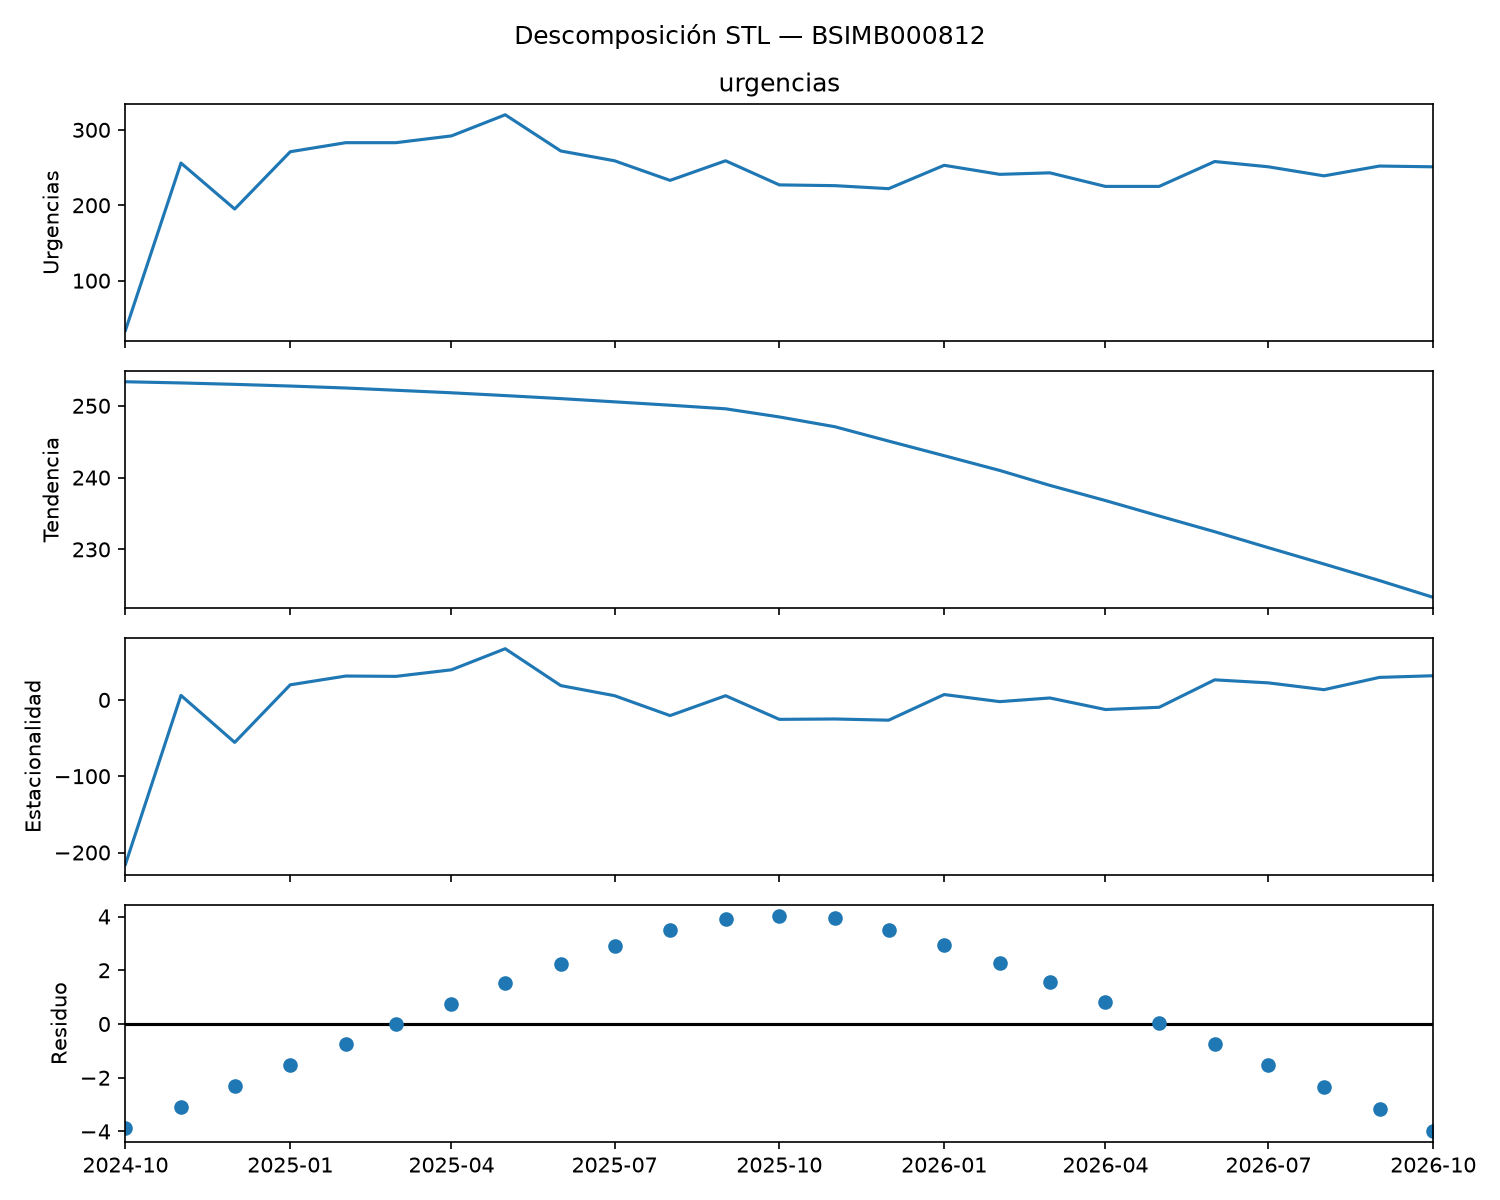 Descomposición STL — BSIMB000812
urgencias
Urgencias
300
200
100
Tendencia
250
240
230
Estacionalidad
0
−100
−200
Residuo
4
2
0
−2
−4
2024-10 2025-01 2025-04 2025-07 2025-10 2026-01 2026-04 2026-07 2026-10